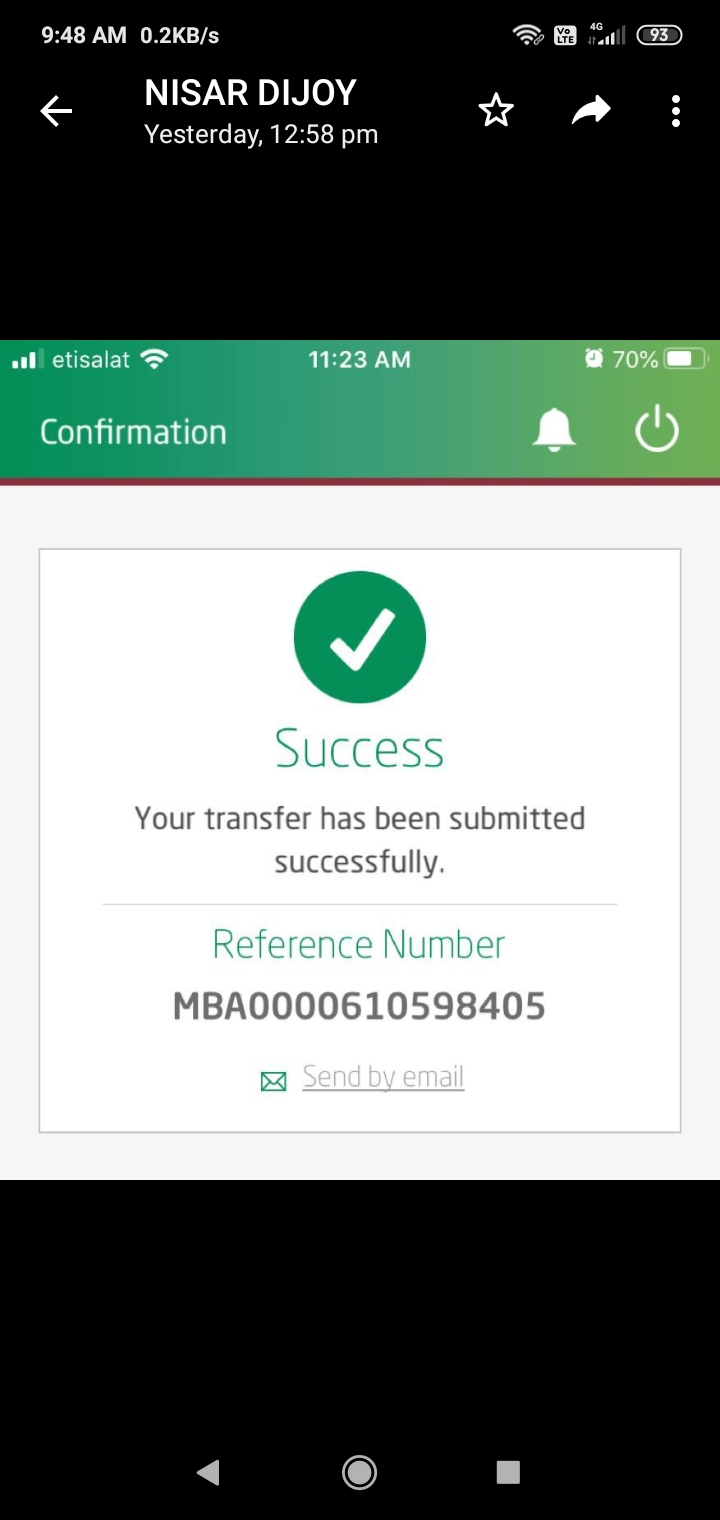 9:48 AM 0.2KB/s Vo LTE 4G 93
NISAR DIJOY
Yesterday, 12:58 pm
etisalat 11:23 AM 70%
Confirmation
Success
Your transfer has been submitted
successfully.
Reference Number
MBA0000610598405
Send by email